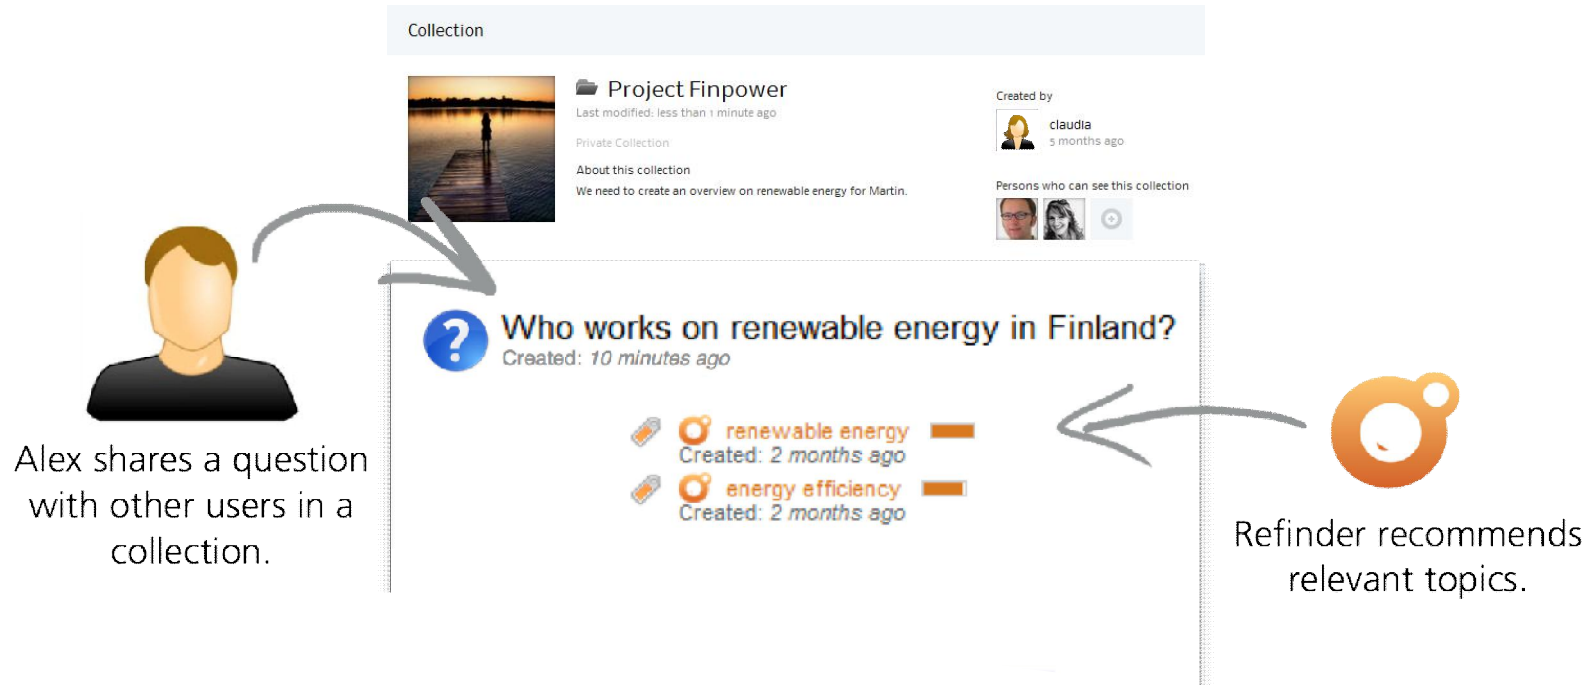 Collection
Project Finpower
Last modified: less than 1 minute ago
Private Collection
About this collection
We need to create an overview on renewable energy for Martin.
Created by
claudia
5 months ago
Persons who can see this collection
Who works on renewable energy in Finland?
Created: 10 minutes ago
renewable energy
Created: 2 months ago
energy efficiency
Created: 2 months ago
Alex shares a question
with other users in a
collection.
Refinder recommends
relevant topics.